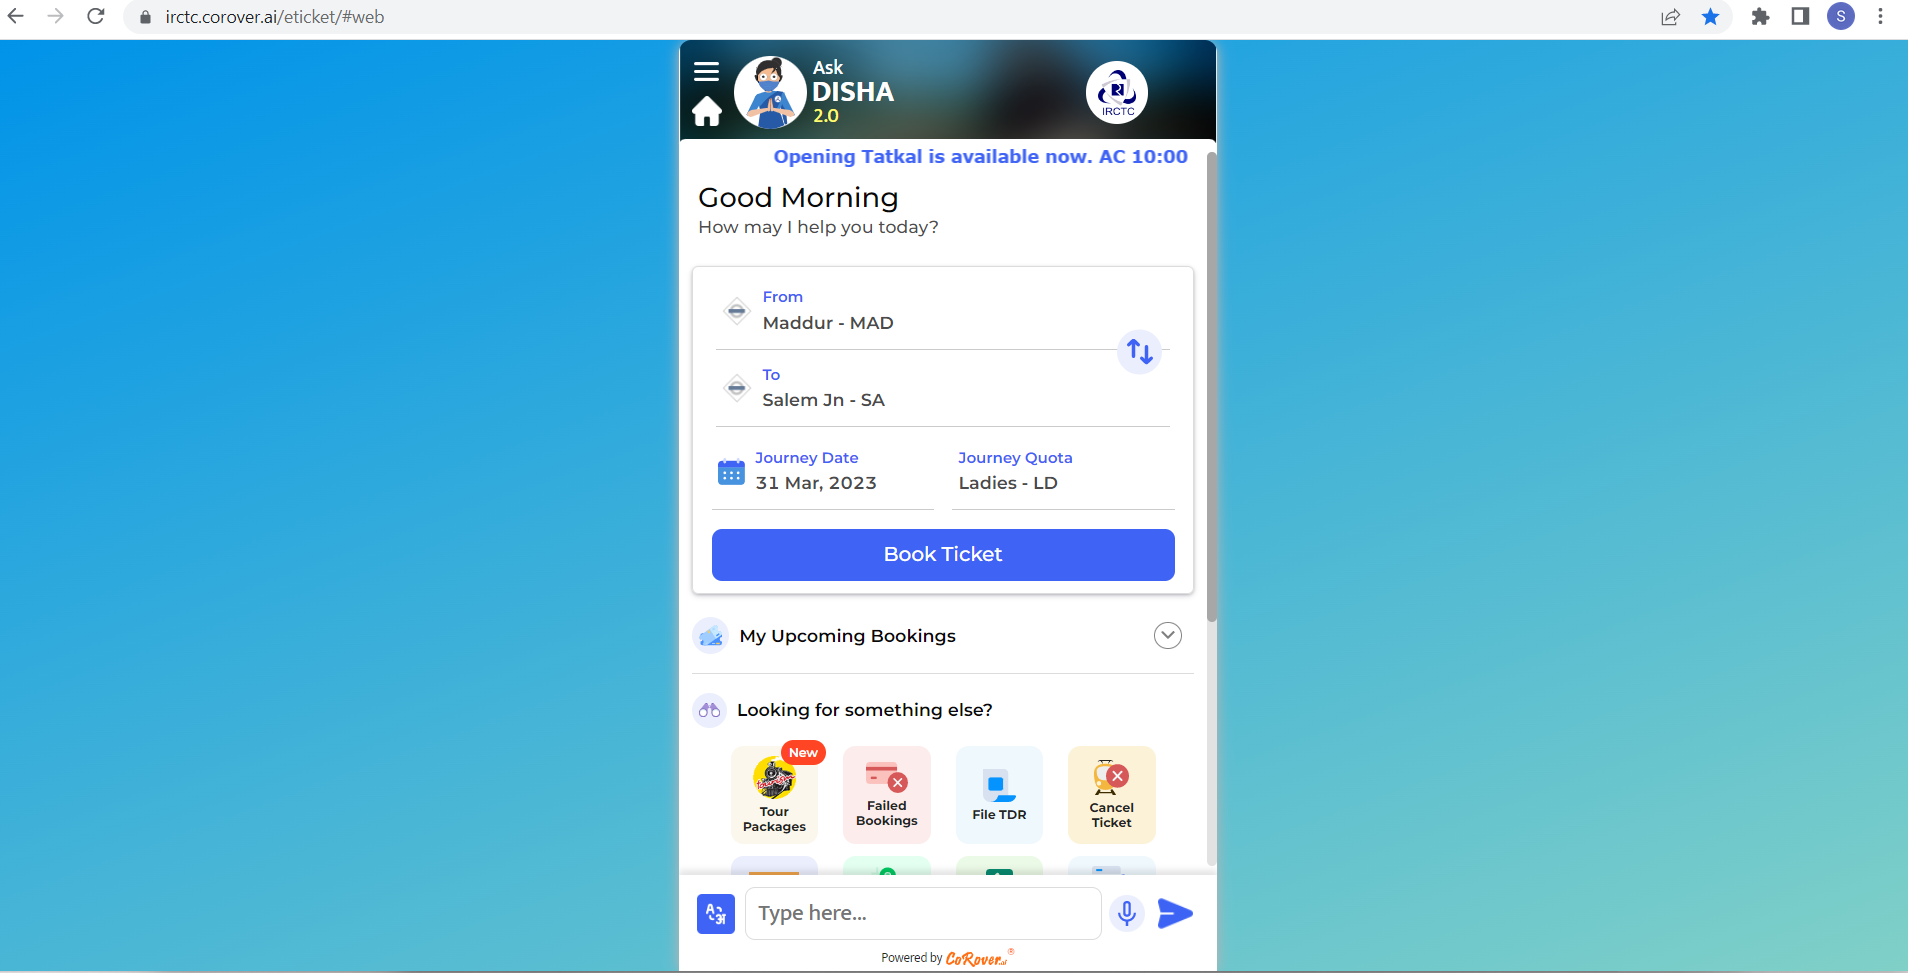 irctc.corover.ai/eticket/#web
S
Ask
DISHA
2.0
IRCTC
Opening Tatkal is available now. AC 10:00
Good Morning
How may I help you today?
From
Maddur - MAD
To
Salem Jn - SA
Journey Date
31 Mar, 2023
Journey Quota
Ladies - LD
Book Ticket
My Upcoming Bookings
Looking for something else?
New
Tour
Packages
Failed
Bookings
File TDR
Cancel
Ticket
A
अ
Type here...
Powered by CoRover.ai®